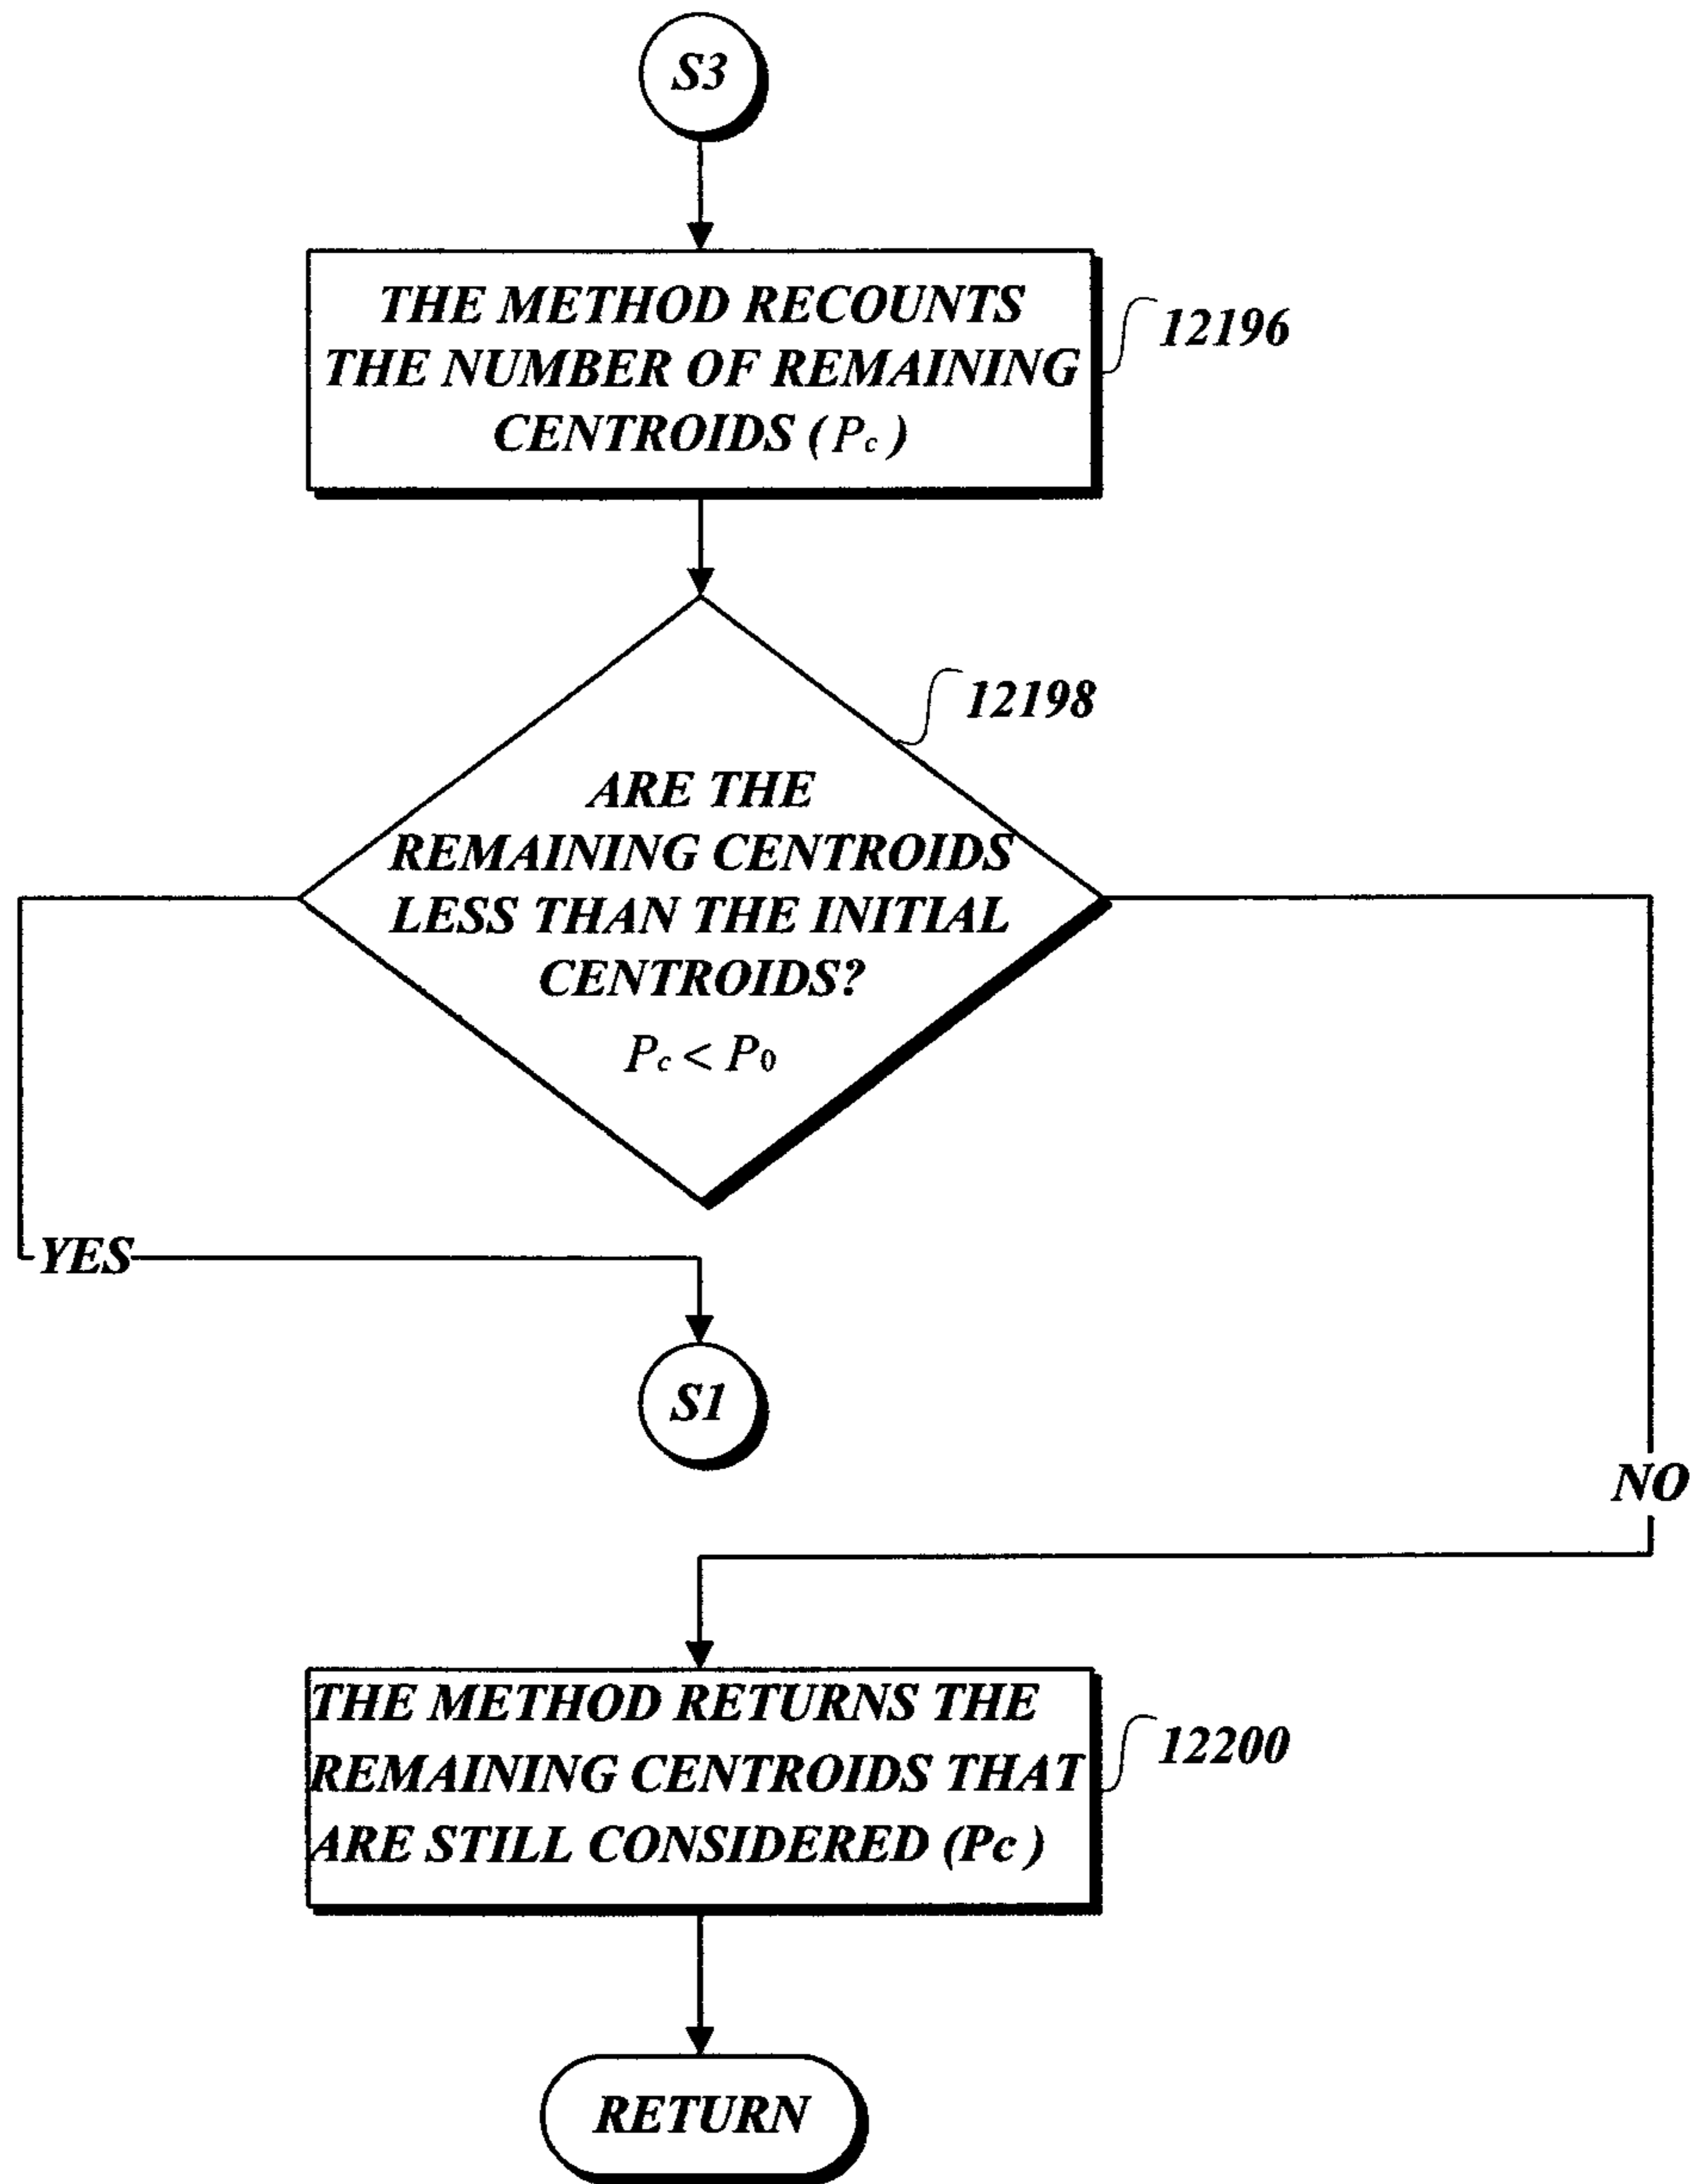 S3
THE METHOD RECOUNTS
THE NUMBER OF REMAINING
CENTROIDS (Pc)
12196
12198
ARE THE
REMAINING CENTROIDS
LESS THAN THE INITIAL
CENTROIDS?
Pc < P0
YES
S1
NO
THE METHOD RETURNS THE
REMAINING CENTROIDS THAT
ARE STILL CONSIDERED (Pc)
12200
RETURN